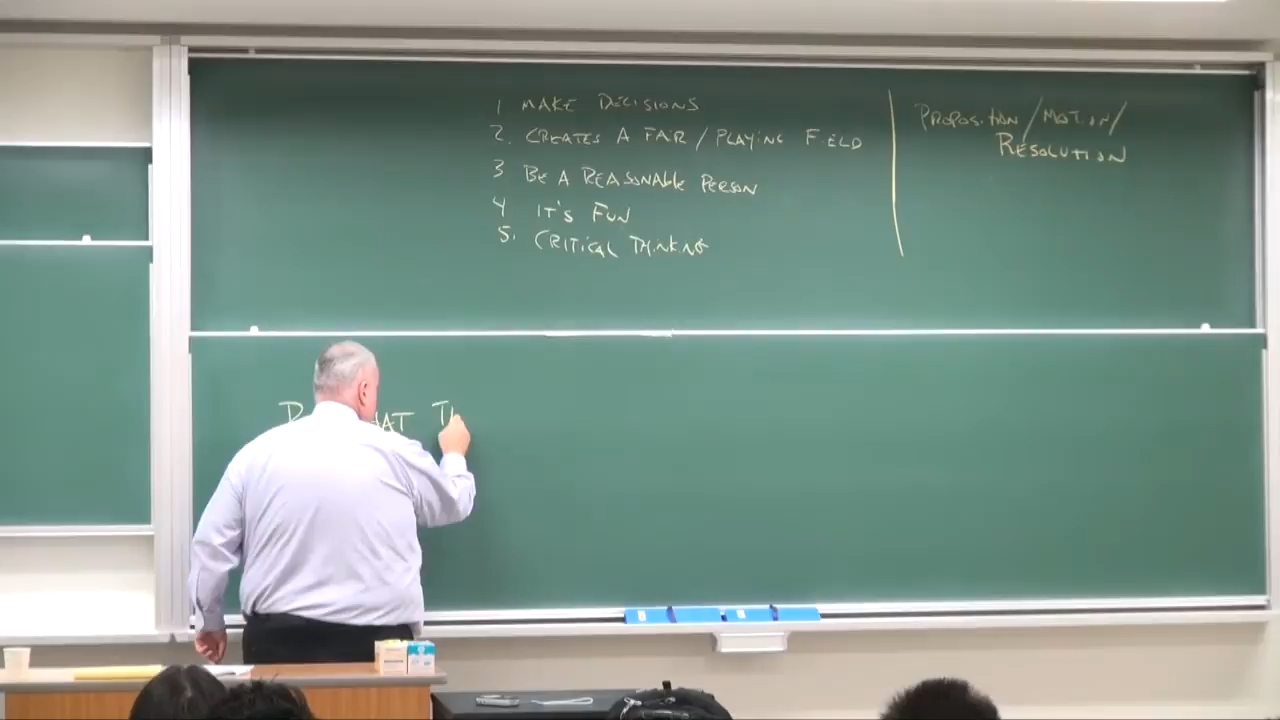 1 MAKE DECISIONS
2. CREATES A FAIR / PLAYING FIELD
3 BE A REASONABLE PERSON
4 IT'S FUN
5. CRITICAL THINKING
PROPOSITION / MOTION /
RESOLUTION